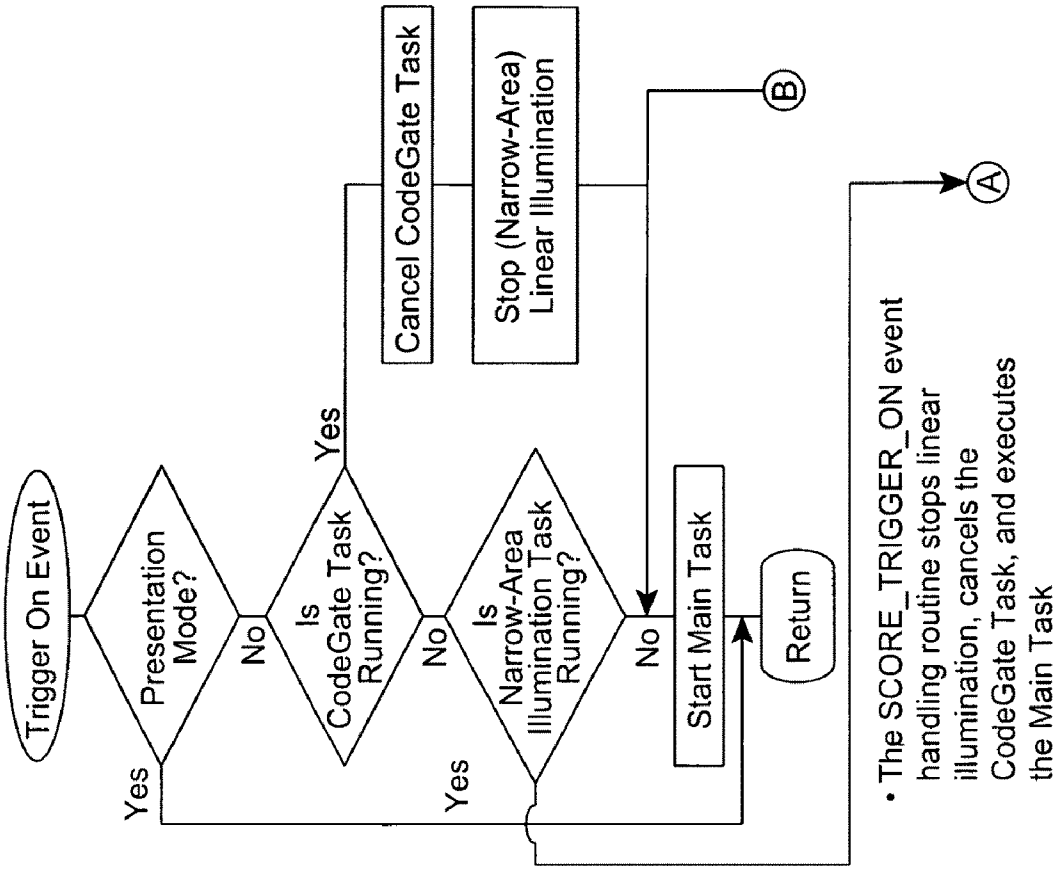 Trigger On Event
Presentation
Mode?
Yes
No
Is
CodeGate Task
Running?
Yes
No
Cancel CodeGate Task
Stop (Narrow-Area)
Linear Illumination
Is
Narrow-Area
Illumination Task
Running?
Yes
No
Start Main Task
Return
B
A
• The SCORE_TRIGGER_ON event
handling routine stops linear
illumination, cancels the
CodeGate Task, and executes
the Main Task